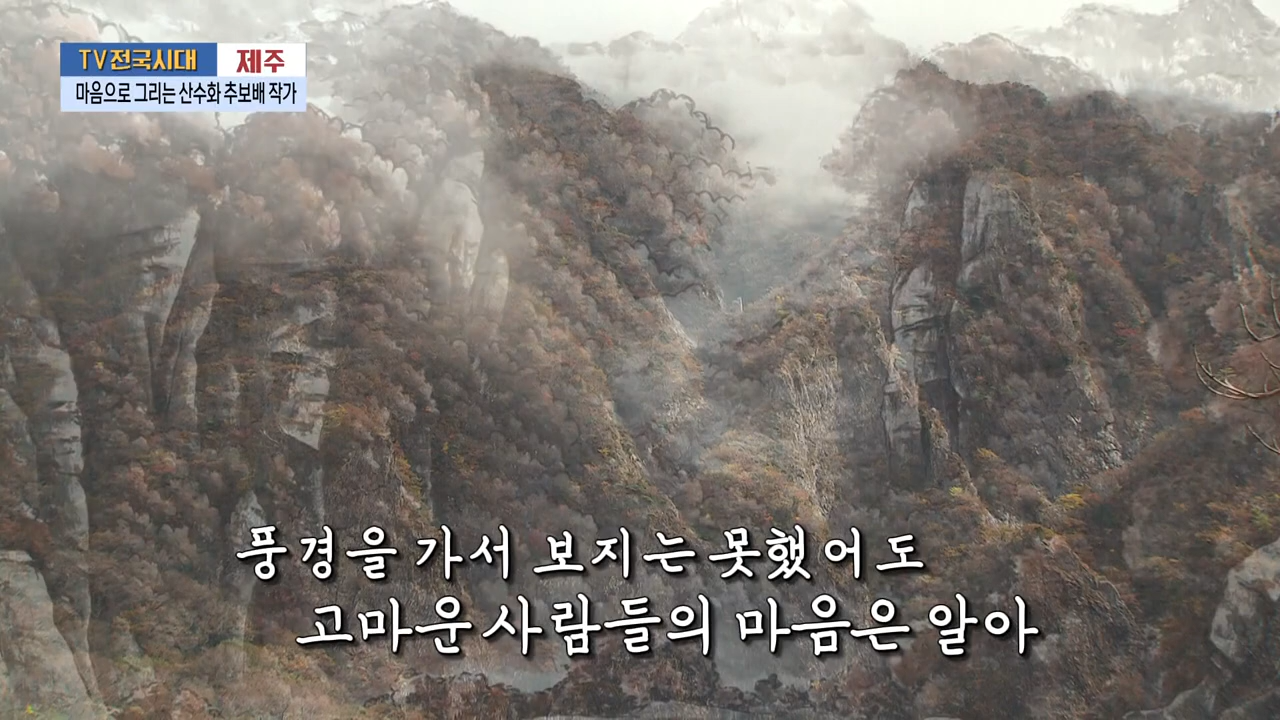 TV전국시대 제주
마음으로 그리는 산수화 추보배 작가
풍경을 가서 보지는 못했어도
고마운 사람들의 마음은 알아